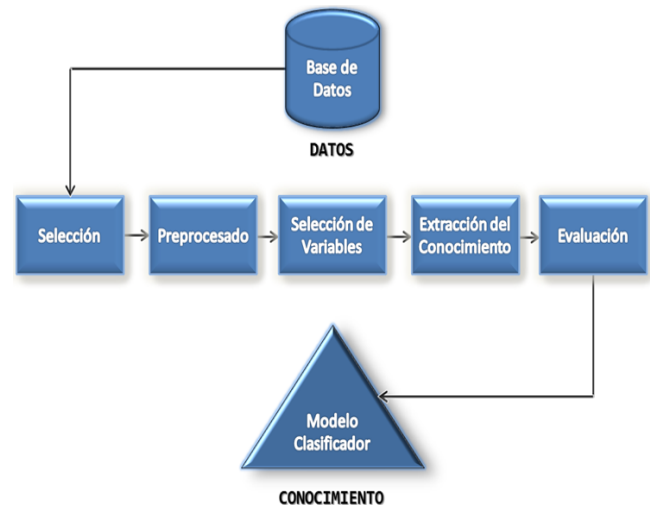 Base de
Datos
DATOS
Selección
Preprocesado
Selección de
Variables
Extracción del
Conocimiento
Evaluación
Modelo
Clasificador
CONOCIMIENTO